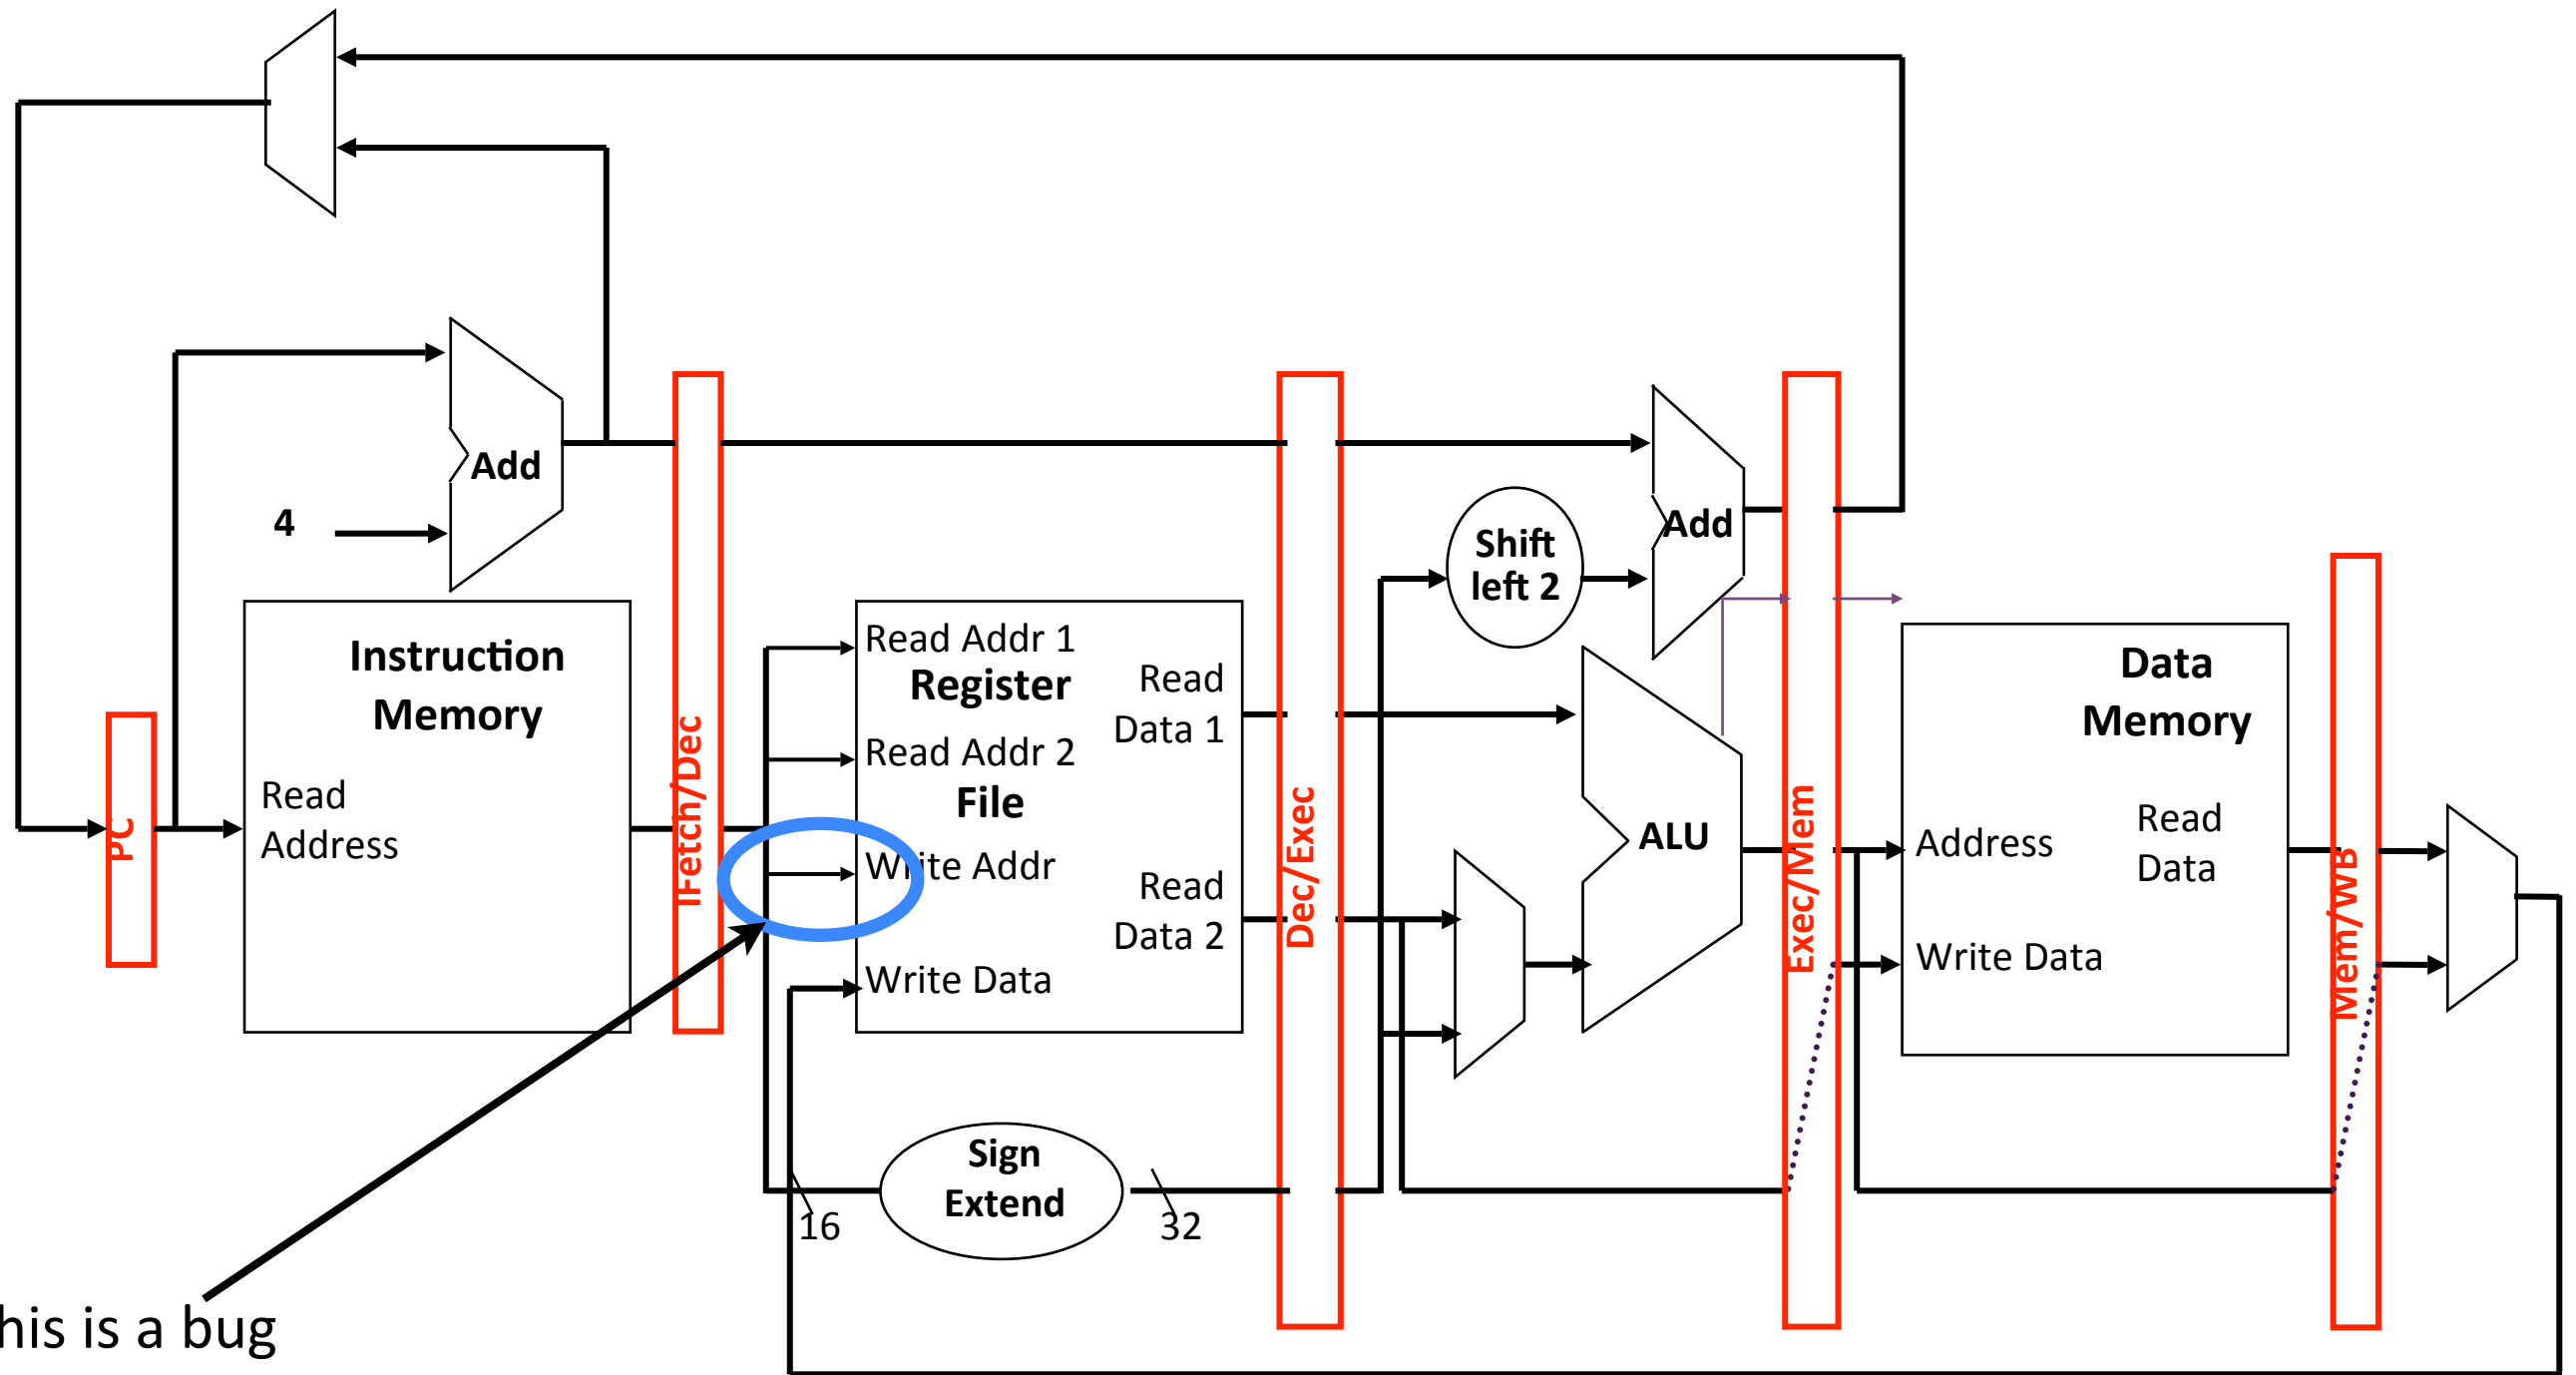 Add
4
Add
Shift
left 2
Instruction
Memory
Read
Address
PC
IFetch/Dec
Read Addr 1
Register
Read Addr 2
File
Write Addr
Write Data
Read
Data 1
Read
Data 2
Dec/Exec
Sign
Extend
16
32
ALU
Exec/Mem
Data
Memory
Address
Write Data
Read
Data
Mem/WB
his is a bug